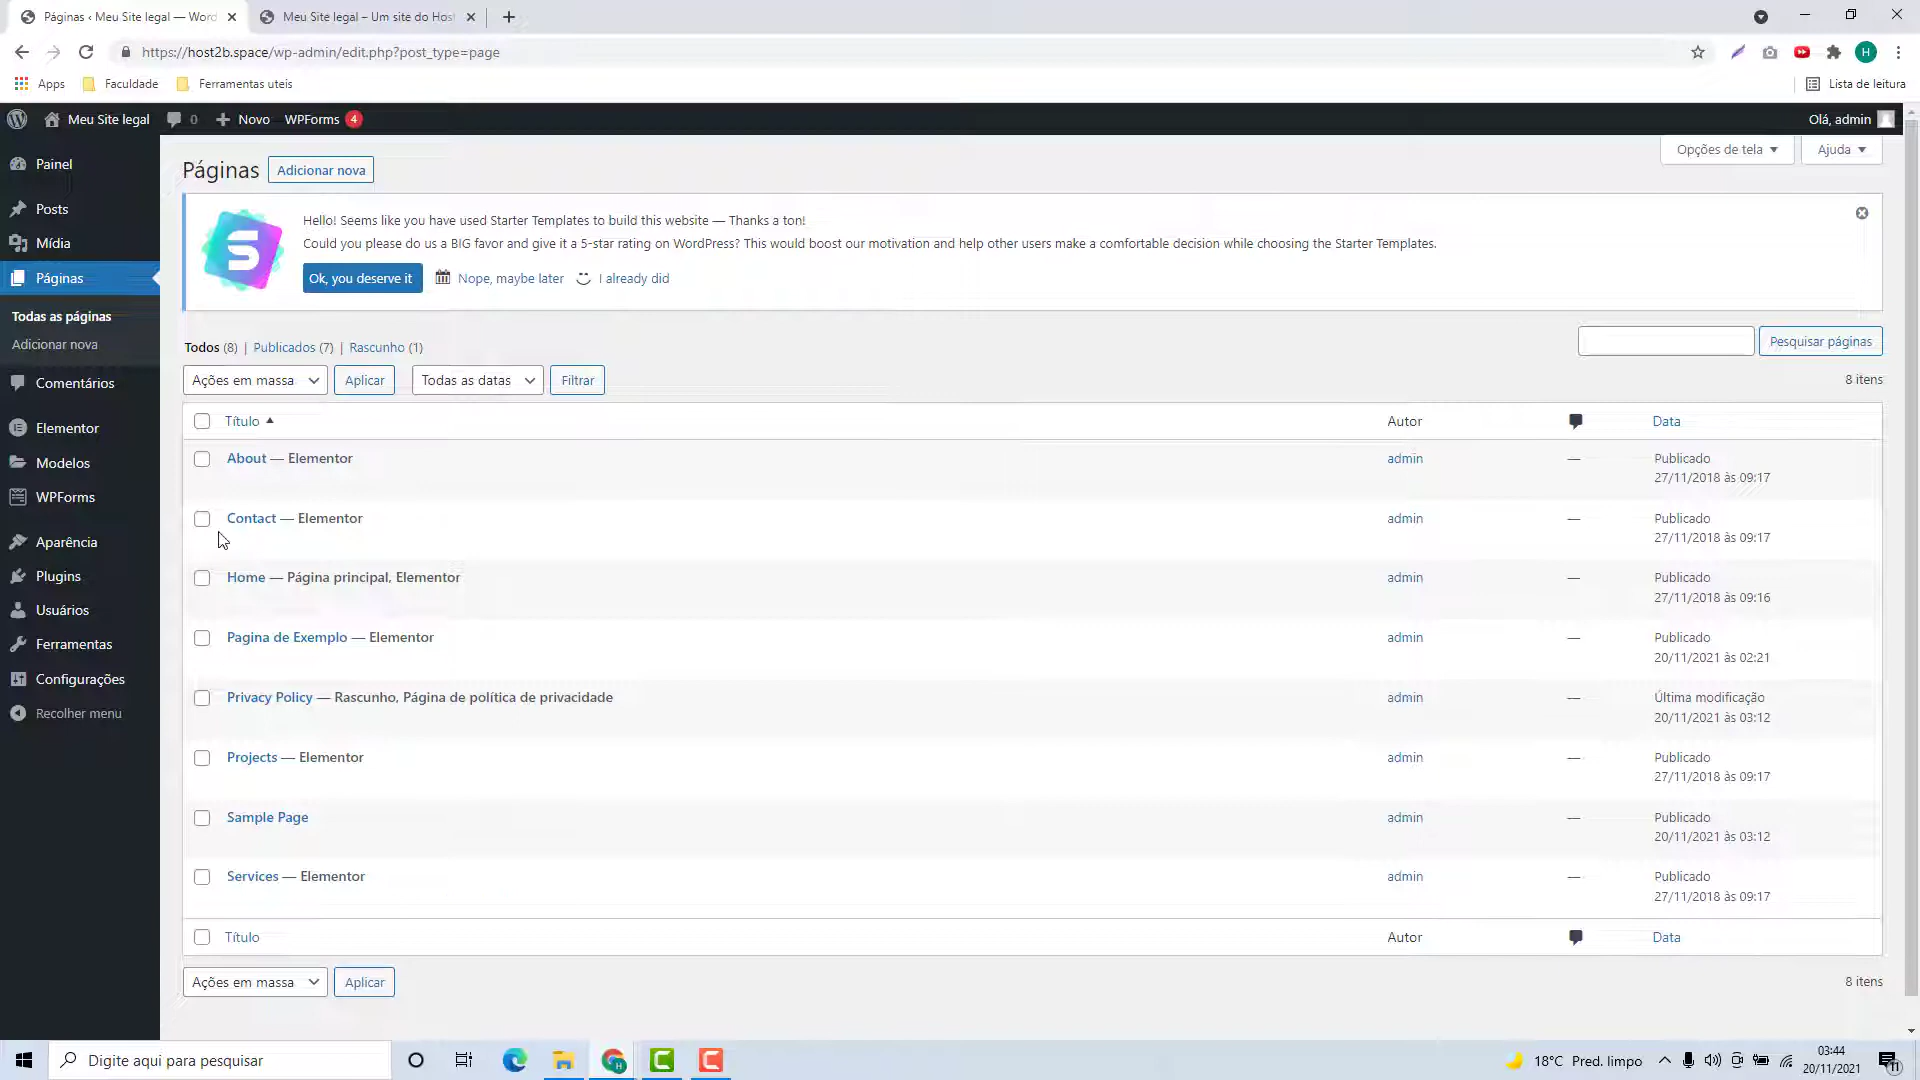 Páginas ‹ Meu Site legal — Word
Meu Site legal – Um site do Host
https://host2b.space/wp-admin/edit.php?post_type=page
H
Apps
Faculdade
Ferramentas uteis
Lista de leitura
Meu Site legal
0
Novo
WPForms
4
Olá, admin
Painel
Posts
Mídia
Páginas
Todas as páginas
Adicionar nova
Comentários
Elementor
Modelos
WPForms
Aparência
Plugins
Usuários
Ferramentas
Configurações
Recolher menu
Opções de tela
Ajuda
Páginas
Adicionar nova
Hello! Seems like you have used Starter Templates to build this website — Thanks a ton!
Could you please do us a BIG favor and give it a 5-star rating on WordPress? This would boost our motivation and help other users make a comfortable decision while choosing the Starter Templates.
Ok, you deserve it
Nope, maybe later
I already did
Todos (8) | Publicados (7) | Rascunho (1)
Pesquisar páginas
Ações em massa
Aplicar
Todas as datas
Filtrar
8 itens
Título
Autor
Data
About — Elementor
admin
—
Publicado
27/11/2018 às 09:17
Contact — Elementor
admin
—
Publicado
27/11/2018 às 09:17
Home — Página principal, Elementor
admin
—
Publicado
27/11/2018 às 09:16
Pagina de Exemplo — Elementor
admin
—
Publicado
20/11/2021 às 02:21
Privacy Policy — Rascunho, Página de política de privacidade
admin
—
Última modificação
20/11/2021 às 03:12
Projects — Elementor
admin
—
Publicado
27/11/2018 às 09:17
Sample Page
admin
—
Publicado
20/11/2021 às 03:12
Services — Elementor
admin
—
Publicado
27/11/2018 às 09:17
Título
Autor
Data
Ações em massa
Aplicar
8 itens
Digite aqui para pesquisar
18°C Pred. limpo
03:44
20/11/2021
11